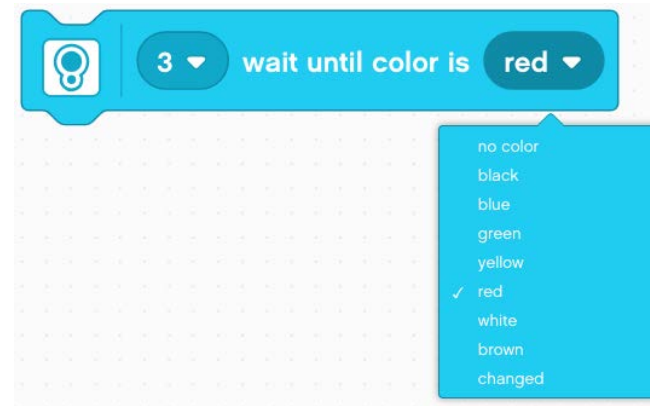 3 wait until color is red
no color
black
blue
green
yellow
red
white
brown
changed